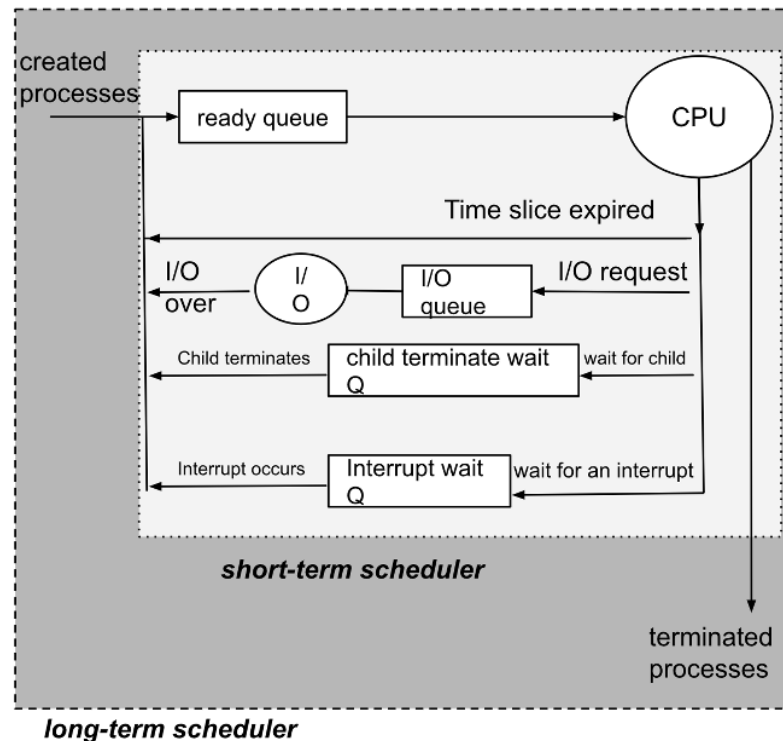 created
processes
ready queue
CPU
Time slice expired
I/O
over
I/
O
I/O
queue
I/O request
Child terminates
child terminate wait
Q
wait for child
Interrupt occurs
Interrupt wait
Q
wait for an interrupt
short-term scheduler
terminated
processes
long-term scheduler